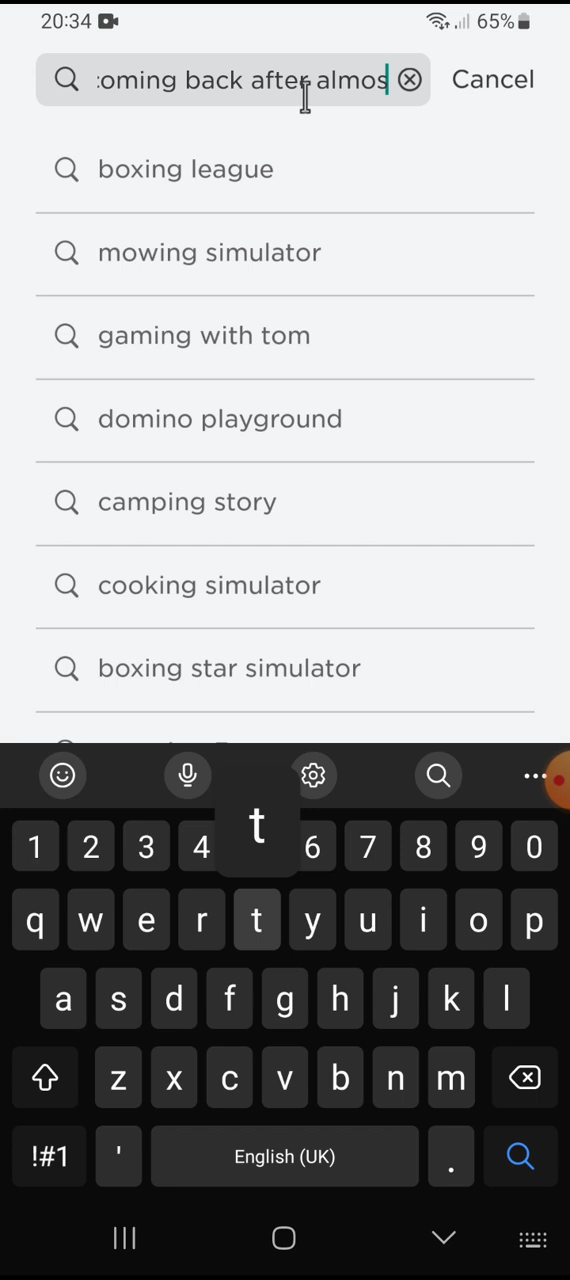 20:34 65%
:oming back after almos Cancel
boxing league
mowing simulator
gaming with tom
domino playground
camping story
cooking simulator
boxing star simulator
t
1 2 3 4 6 7 8 9 0
q w e r t y u i o p
a s d f g h j k l
z x c v b n m
!#1 ' English (UK) .